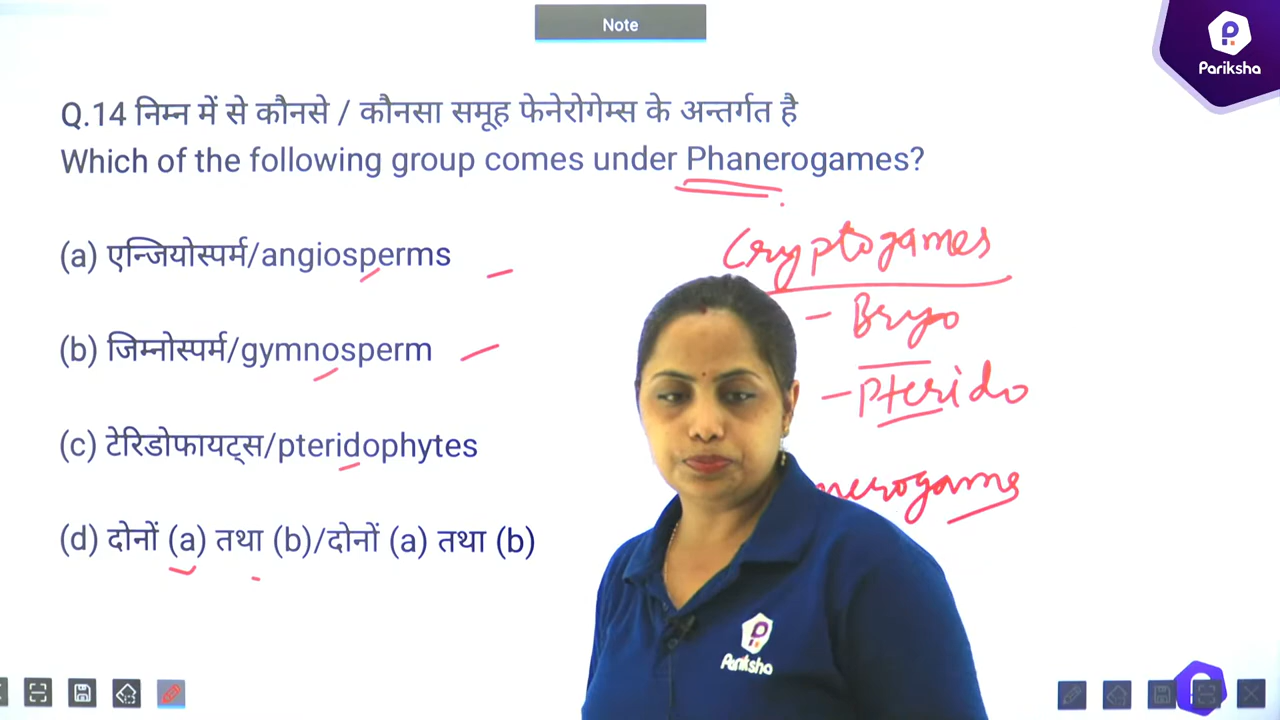 Note
Pariksha
Q.14 निम्न में से कौनसे / कौनसा समूह फेनेरोगेम्स के अन्तर्गत है
Which of the following group comes under Phanerogames?
Cryptogames
(a) एन्जियोस्पर्म/angiosperms
- Bryo
(b) जिम्नोस्पर्म/gymnosperm
- Pterido
(c) टेरिडोफायट्स/pteridophytes
nerogams
(d) दोनों (a) तथा (b)/दोनों (a) तथा (b)
Pariksha